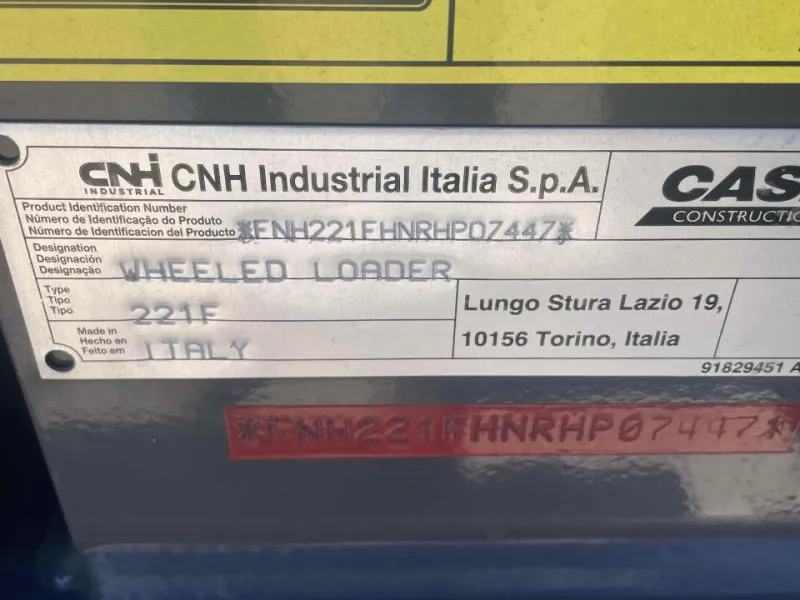 CNH INDUSTRIAL CNH Industrial Italia S.p.A.
CONSTRUCTIO
Product Identification Number
Número de Identificação do Produto
Número de Identificacion del Producto *FNH221FHNRHP07447*
Designation
Designación
Designação WHEELED LOADER
Type
Tipo
Tipo 221F
Made in
Hecho en
Feito em ITALY
Lungo Stura Lazio 19,
10156 Torino, Italia
91829451 A
*FNH221FHNRHP07447*